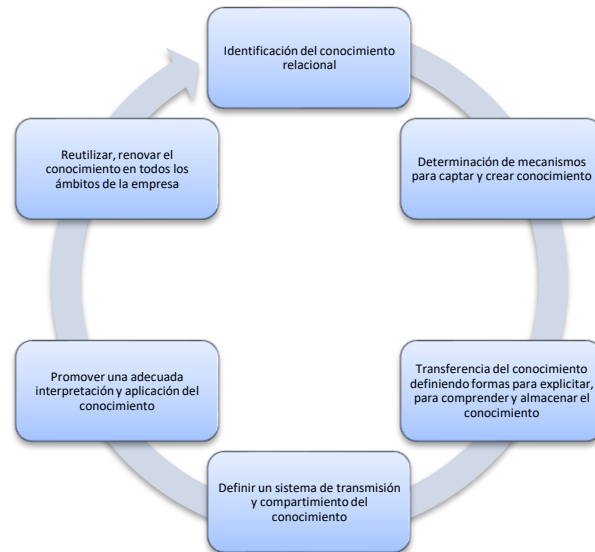 Identificación del conocimiento
relacional
Determinación de mecanismos
para captar y crear conocimiento
Transferencia del conocimiento
definiendo formas para explicitar,
para comprender y almacenar el
conocimiento
Definir un sistema de transmisión
y compartimiento del
conocimiento
Promover una adecuada
interpretación y aplicación del
conocimiento
Reutilizar, renovar el
conocimiento en todos los
ámbitos de la empresa